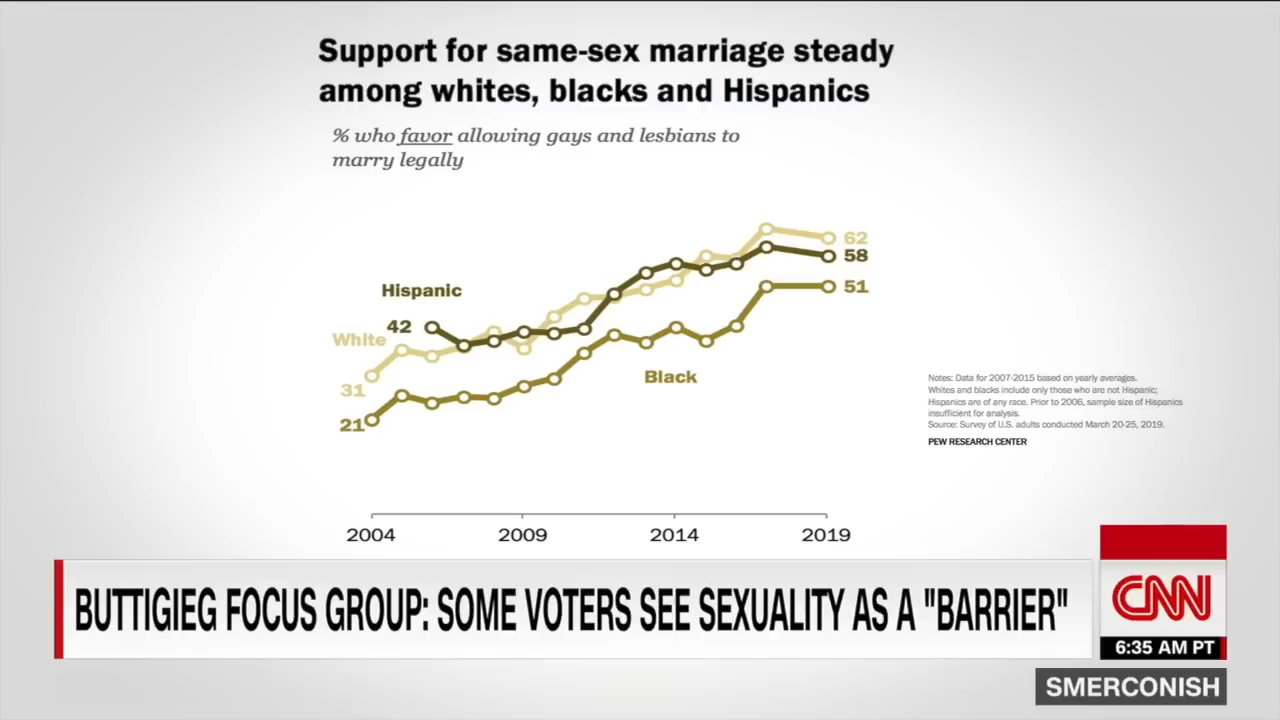 Support for same-sex marriage steady
among whites, blacks and Hispanics
% who favor allowing gays and lesbians to
marry legally
62
58
51
Hispanic
42
White
31
21
Black
Notes: Data for 2007-2015 based on yearly averages.
Whites and blacks include only those who are not Hispanic;
Hispanics are of any race. Prior to 2006, sample size of Hispanics
insufficient for analysis.
Source: Survey of U.S. adults conducted March 20-25, 2019.
PEW RESEARCH CENTER
2004 2009 2014 2019
BUTTIGIEG FOCUS GROUP: SOME VOTERS SEE SEXUALITY AS A "BARRIER"
CNN
6:35 AM PT
SMERCONISH